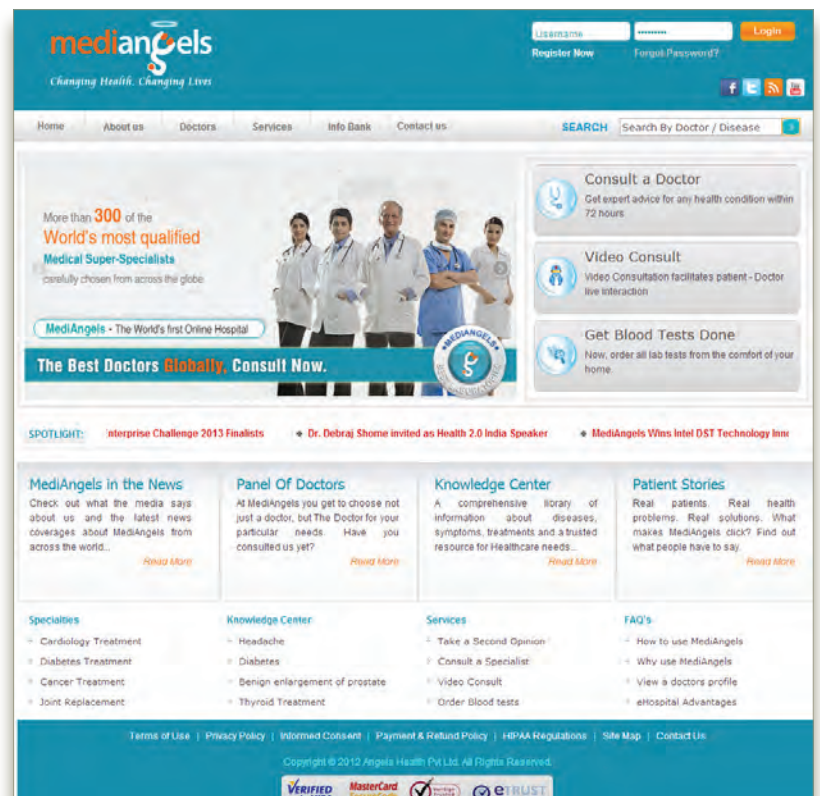 mediangels
Changing Health. Changing Lives
Username
Login
Register Now
Forgot Password?
Home
About us
Doctors
Services
Info Bank
Contact us
SEARCH
Search By Doctor / Disease
More than 300 of the
World's most qualified
Medical Super-Specialists
carefully chosen from across the globe
MediAngels - The World's first Online Hospital
The Best Doctors Globally, Consult Now.
MEDIANGELS
Consult a Doctor
Get expert advice for any health condition within
72 hours
Video Consult
Video Consultation facilitates patient - Doctor
live interaction
Get Blood Tests Done
Now, order all lab tests from the comfort of your
home.
SPOTLIGHT:
nterprise Challenge 2013 Finalists
Dr. Debraj Shome invited as Health 2.0 India Speaker
MediAngels Wins Intel DST Technology Inn
MediAngels in the News
Check out what the media says
about us and the latest news
coverages about MediAngels from
across the world...
Read More
Panel Of Doctors
At MediAngels you get to choose not
just a doctor, but The Doctor for your
particular needs. Have you
consulted us yet?
Read More
Knowledge Center
A comprehensive library of
information about diseases,
symptoms, treatments and a trusted
resource for Healthcare needs...
Read More
Patient Stories
Real patients. Real health
problems. Real solutions. What
makes MediAngels click? Find out
what people have to say.
Read More
Specialties
Cardiology Treatment
Diabetes Treatment
Cancer Treatment
Joint Replacement
Knowledge Center
Headache
Diabetes
Benign enlargement of prostate
Thyroid Treatment
Services
Take a Second Opinion
Consult a Specialist
Video Consult
Order Blood tests
FAQ's
How to use MediAngels
Why use MediAngels
View a doctors profile
eHospital Advantages
Terms of Use | Privacy Policy | Informed Consent | Payment & Refund Policy | HIPAA Regulations | Site Map | Contact Us
Copyright © 2012 Angels Health Pvt Ltd. All Rights Reserved.
VERIFIED
MasterCard
eTRUST